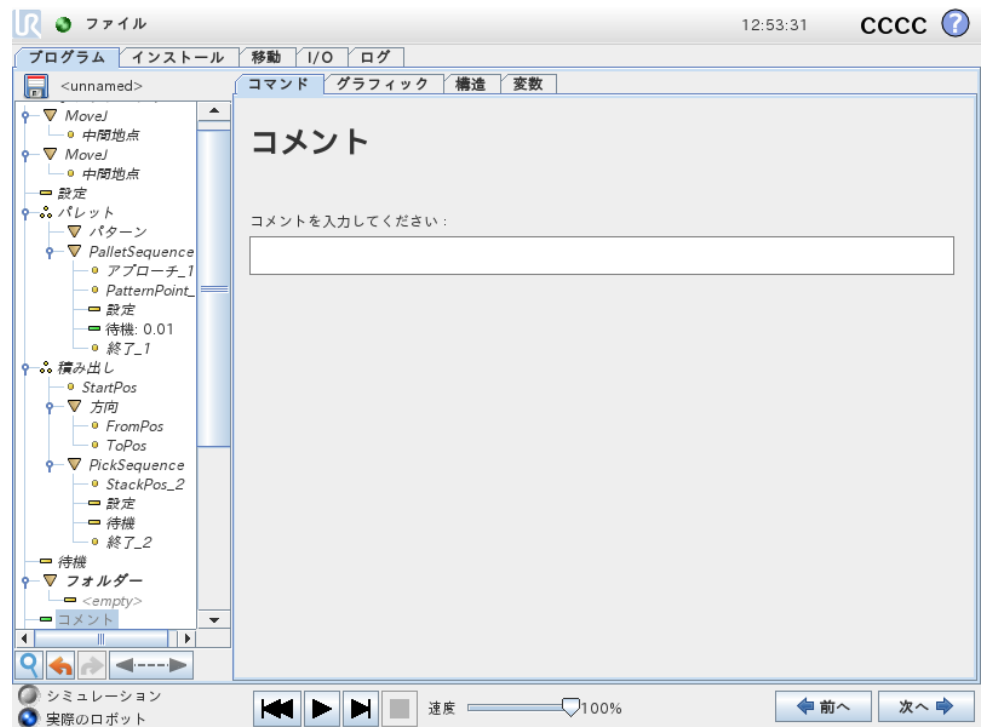 UR ファイル 12:53:31 CCCC ?
プログラム インストール 移動 I/O ログ
<unnamed>
コマンド グラフィック 構造 変数
MoveJ
中間地点
MoveJ
中間地点
設定
パレット
パターン
PalletSequence
アプローチ_1
PatternPoint_
設定
待機: 0.01
終了_1
積み出し
StartPos
方向
FromPos
ToPos
PickSequence
StackPos_2
設定
待機
終了_2
待機
フォルダー
<empty>
コメント
コメント
コメントを入力してください :
シミュレーション
実際のロボット
速度 100%
前へ 次へ